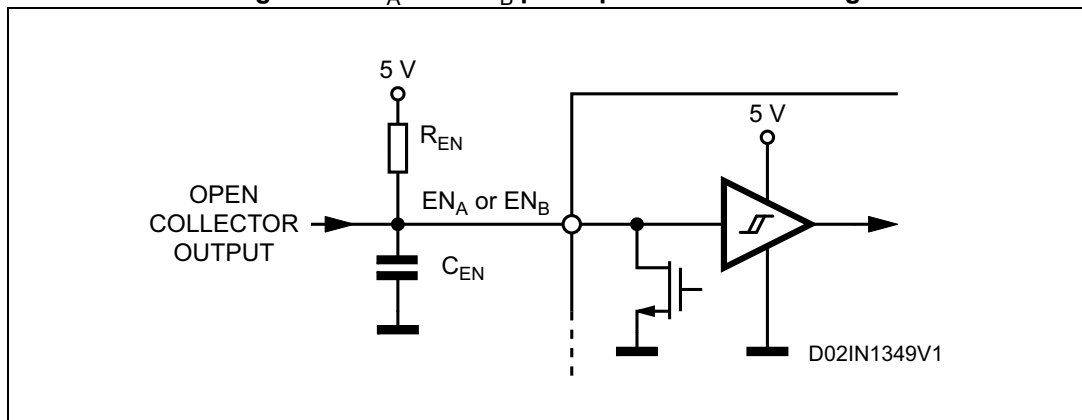 5 V
R_EN
OPEN
COLLECTOR
OUTPUT
EN_A or EN_B
C_EN
5 V
D02IN1349V1